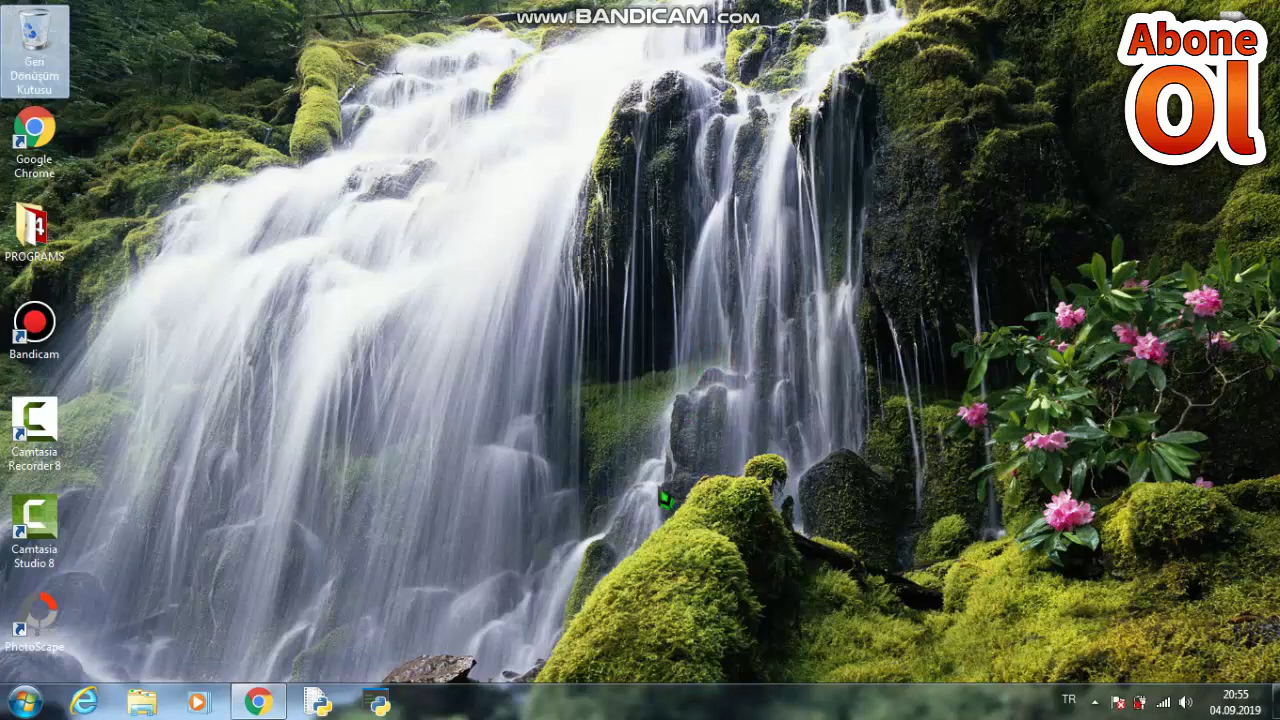 www.BANDICAM.com
Abone
Ol
Geri
Dönüşüm
Kutusu
Google
Chrome
PROGRAMS
Bandicam
Camtasia
Recorder 8
Camtasia
Studio 8
PhotoScape
TR
20:55
04.09.2019